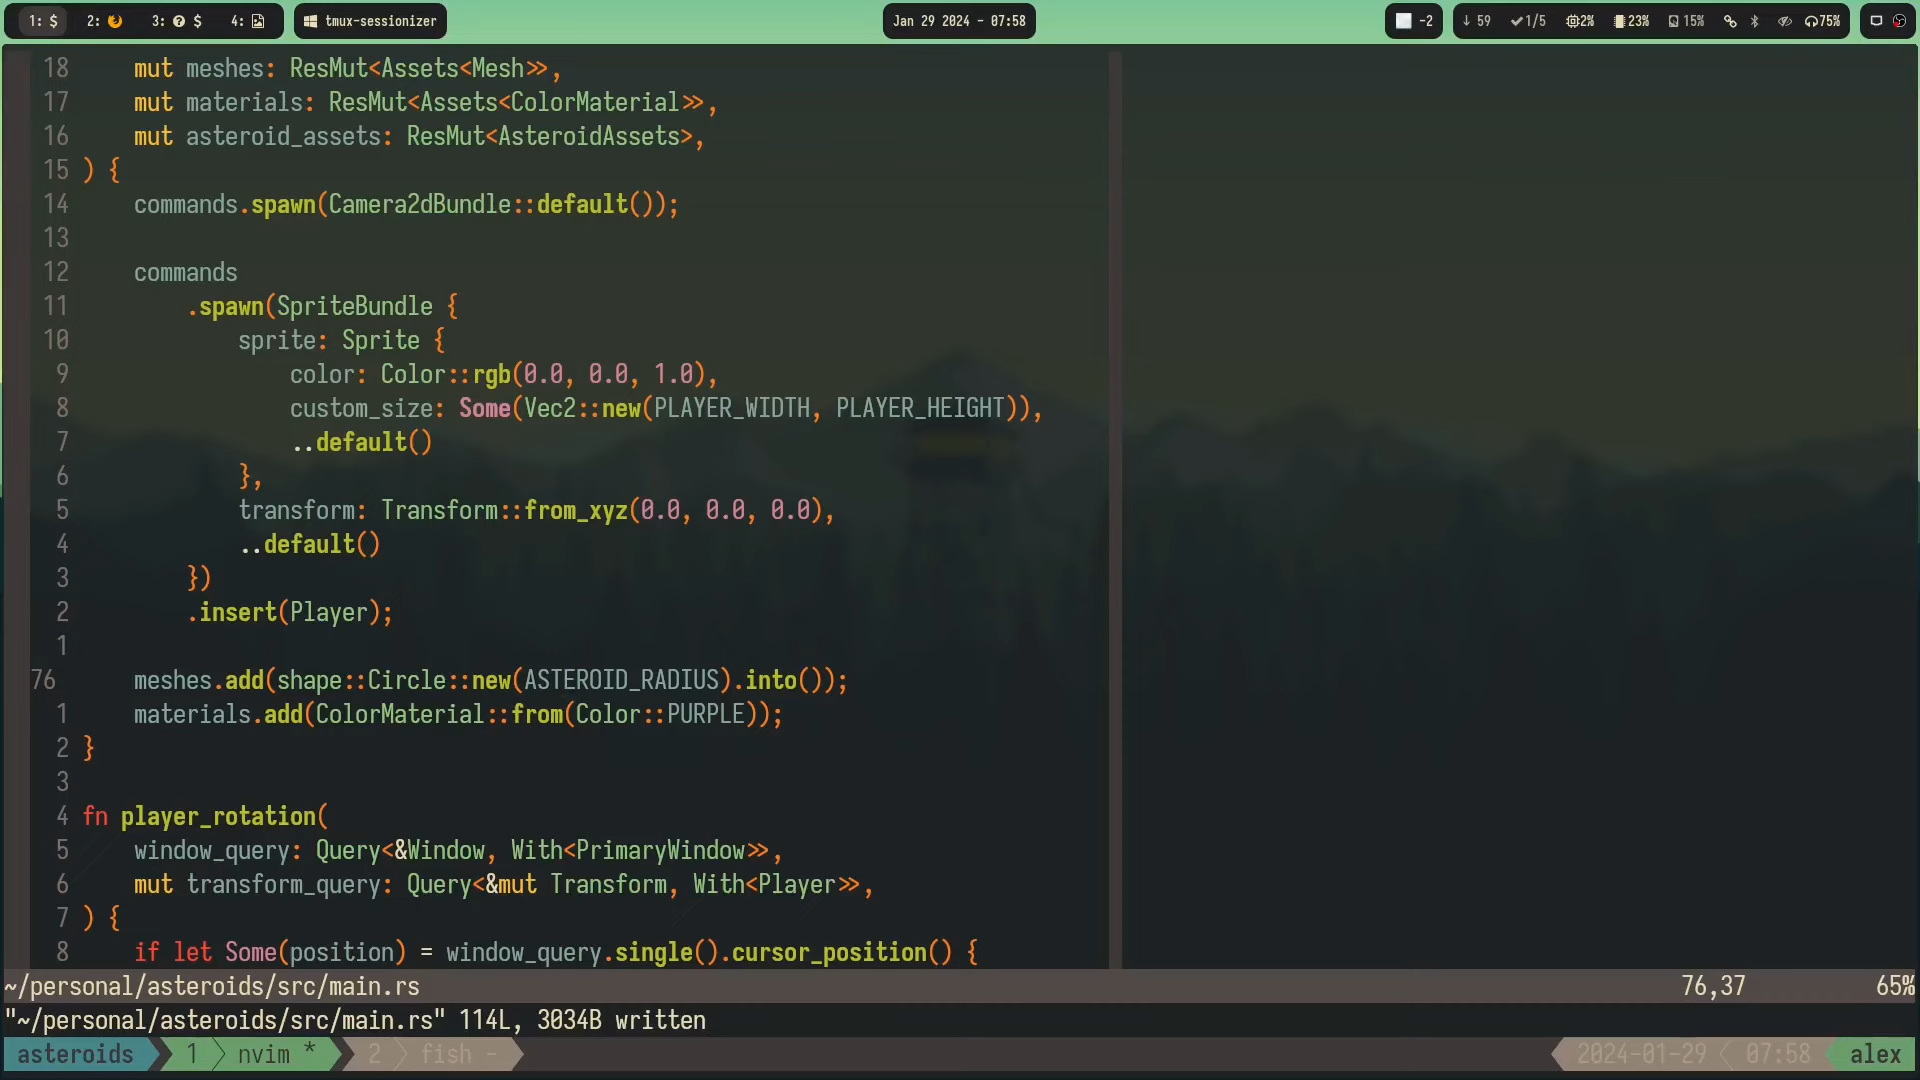 1: $ 2: 3: $ 4: tmux-sessionizer Jan 29 2024 - 07:58 -2 ↓ 59 ✓1/5 2% 23% 15% 75%
18 mut meshes: ResMut<Assets<Mesh>>,
17 mut materials: ResMut<Assets<ColorMaterial>>,
16 mut asteroid_assets: ResMut<AsteroidAssets>,
15 ) {
14 commands.spawn(Camera2dBundle::default());
13
12 commands
11 .spawn(SpriteBundle {
10 sprite: Sprite {
9 color: Color::rgb(0.0, 0.0, 1.0),
8 custom_size: Some(Vec2::new(PLAYER_WIDTH, PLAYER_HEIGHT)),
7 ..default()
6 },
5 transform: Transform::from_xyz(0.0, 0.0, 0.0),
4 ..default()
3 })
2 .insert(Player);
1
76 meshes.add(shape::Circle::new(ASTEROID_RADIUS).into());
1 materials.add(ColorMaterial::from(Color::PURPLE));
2 }
3
4 fn player_rotation(
5 window_query: Query<&Window, With<PrimaryWindow>>,
6 mut transform_query: Query<&mut Transform, With<Player>>,
7 ) {
8 if let Some(position) = window_query.single().cursor_position() {
~/personal/asteroids/src/main.rs 76,37 65%
"~/personal/asteroids/src/main.rs" 114L, 3034B written
asteroids 1 nvim * 2 fish - 2024-01-29 07:58 alex